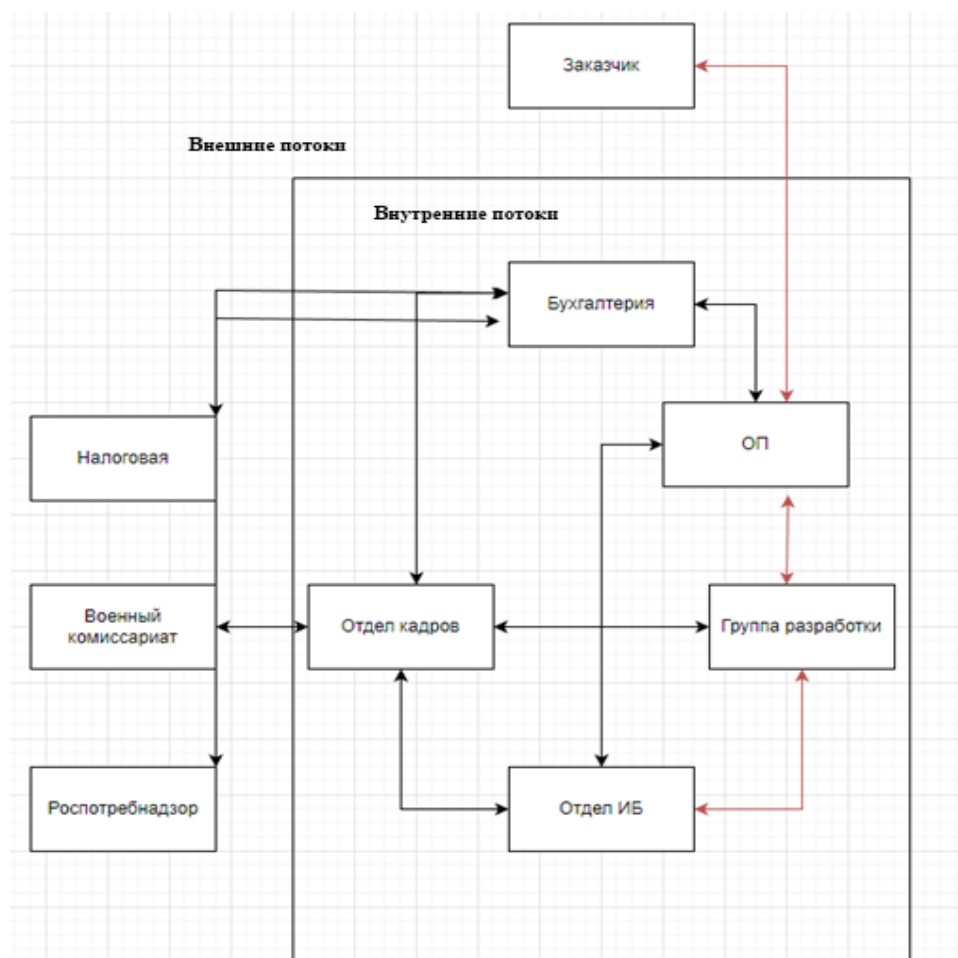 Заказчик
Внешние потоки
Внутренние потоки
Бухгалтерия
ОП
Налоговая
Военный
комиссариат
Отдел кадров
Группа разработки
Роспотребнадзор
Отдел ИБ